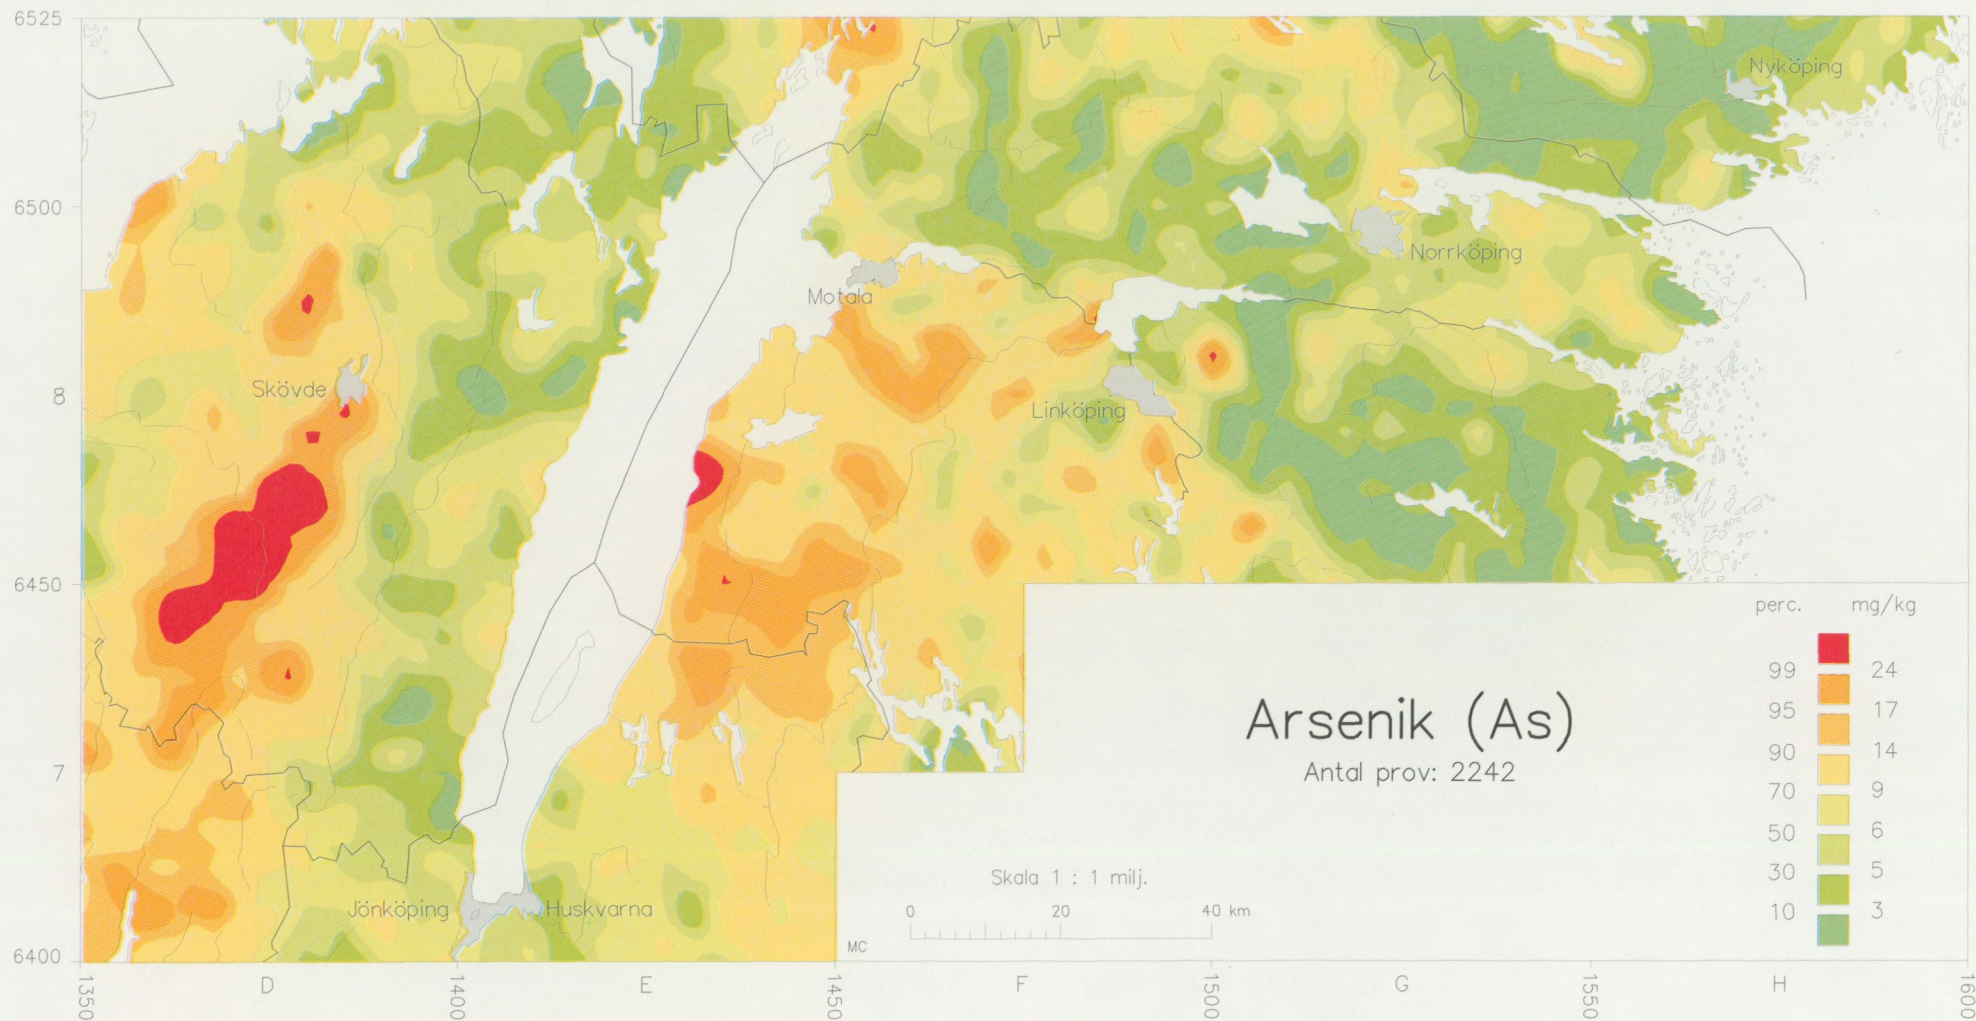 6525
Nyköping
6500
Norrköping
Motala
Skövde
8
Linköping
6450
perc. mg/kg
99 24
95 17
90 14
70 9
50 6
30 5
10 3
Arsenik (As)
Antal prov: 2242
7
Skala 1 : 1 milj.
0 20 40 km
Jönköping
Huskvarna
MC
6400
1350 D 1400 E 1450 F 1500 G 1550 H 1600